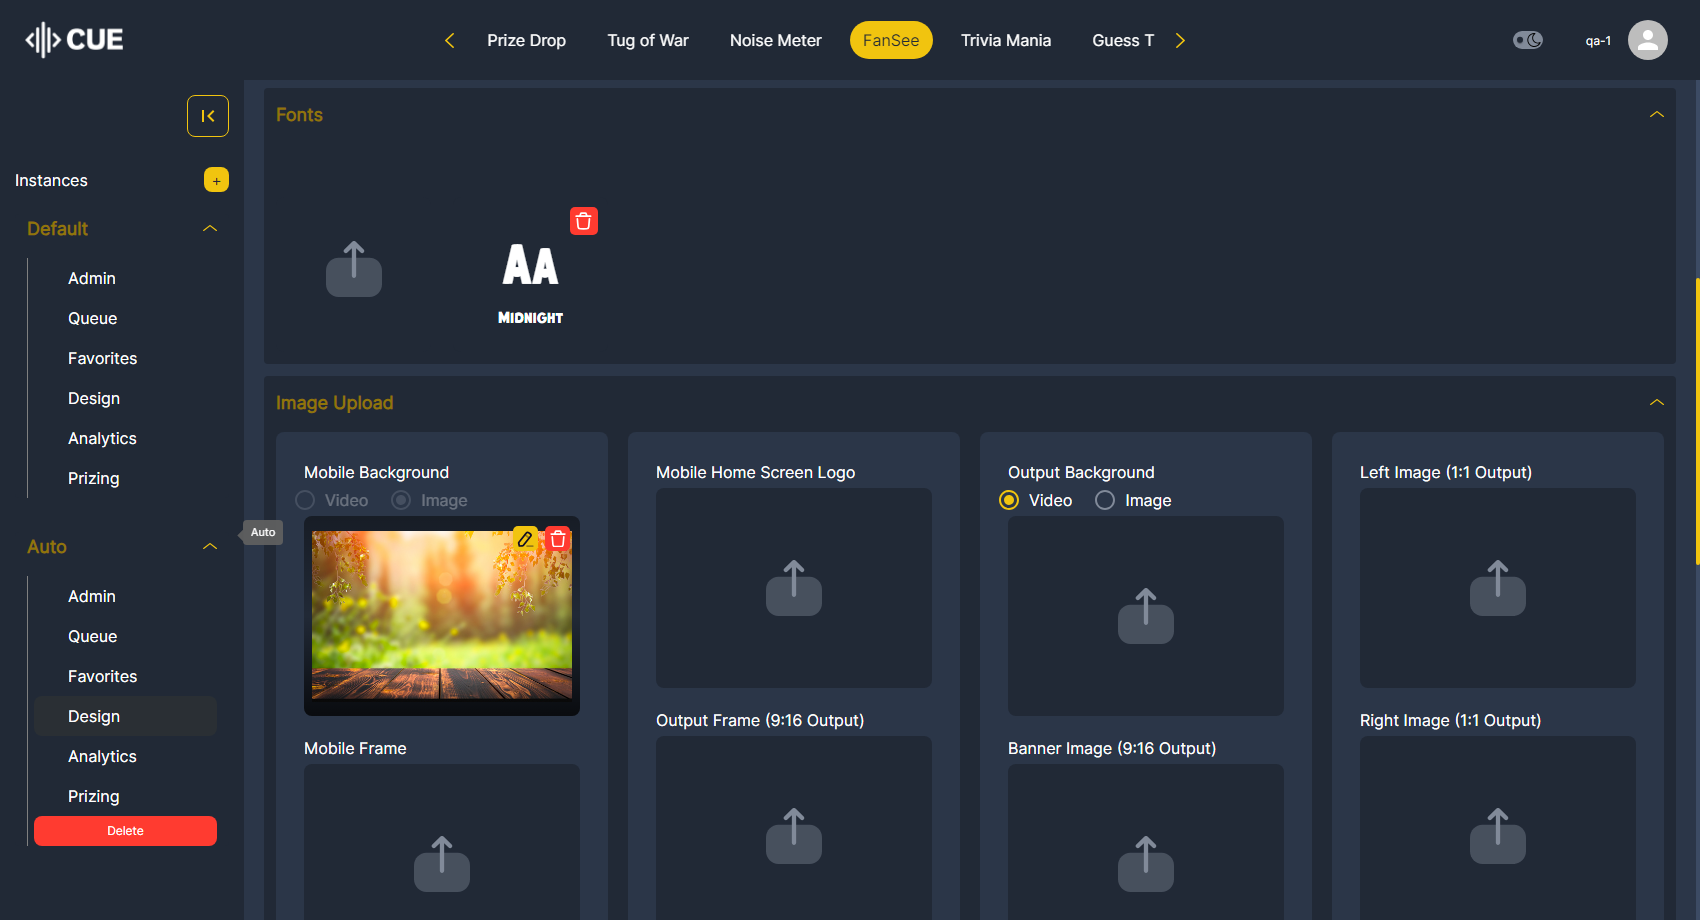 CUE
Prize Drop
Tug of War
Noise Meter
FanSee
Trivia Mania
Guess T
qa-1
Instances
+
Default
Admin
Queue
Favorites
Design
Analytics
Prizing
Auto
Auto
Admin
Queue
Favorites
Design
Analytics
Prizing
Delete
Fonts
AA
MIDNIGHT
Image Upload
Mobile Background
Video
Image
Mobile Frame
Mobile Home Screen Logo
Output Frame (9:16 Output)
Output Background
Video
Image
Banner Image (9:16 Output)
Left Image (1:1 Output)
Right Image (1:1 Output)